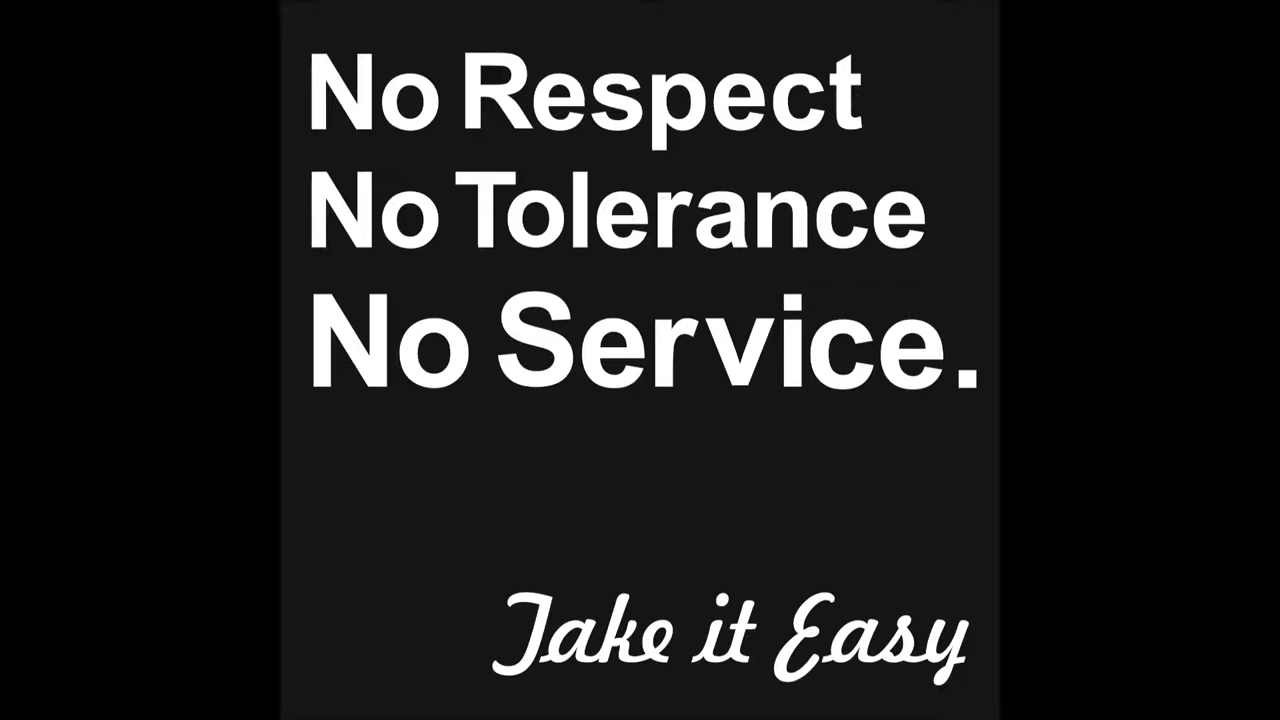 No Respect
No Tolerance
No Service.
Take it Easy